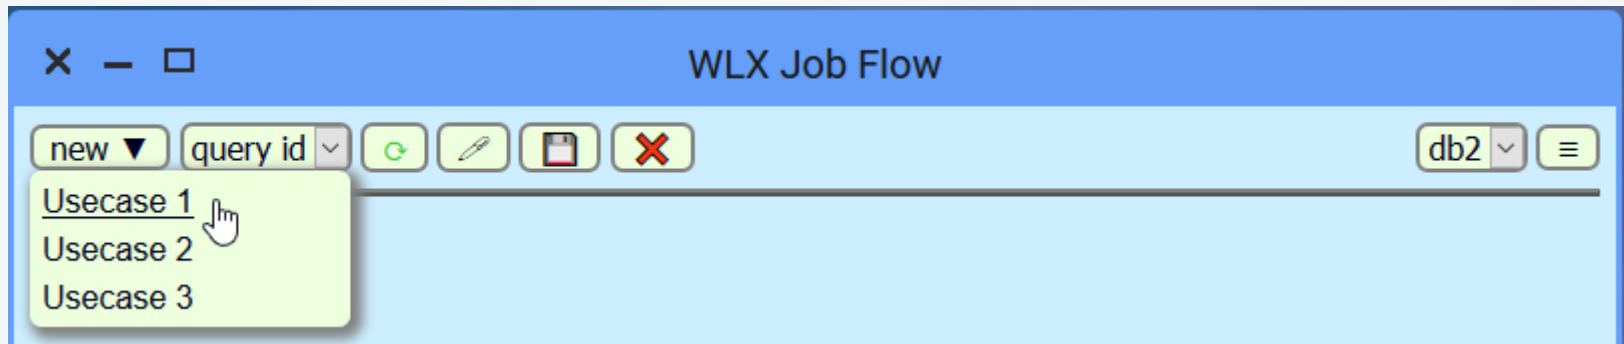 WLX Job Flow
new ▼ query id db2 ≡
Usecase 1
Usecase 2
Usecase 3